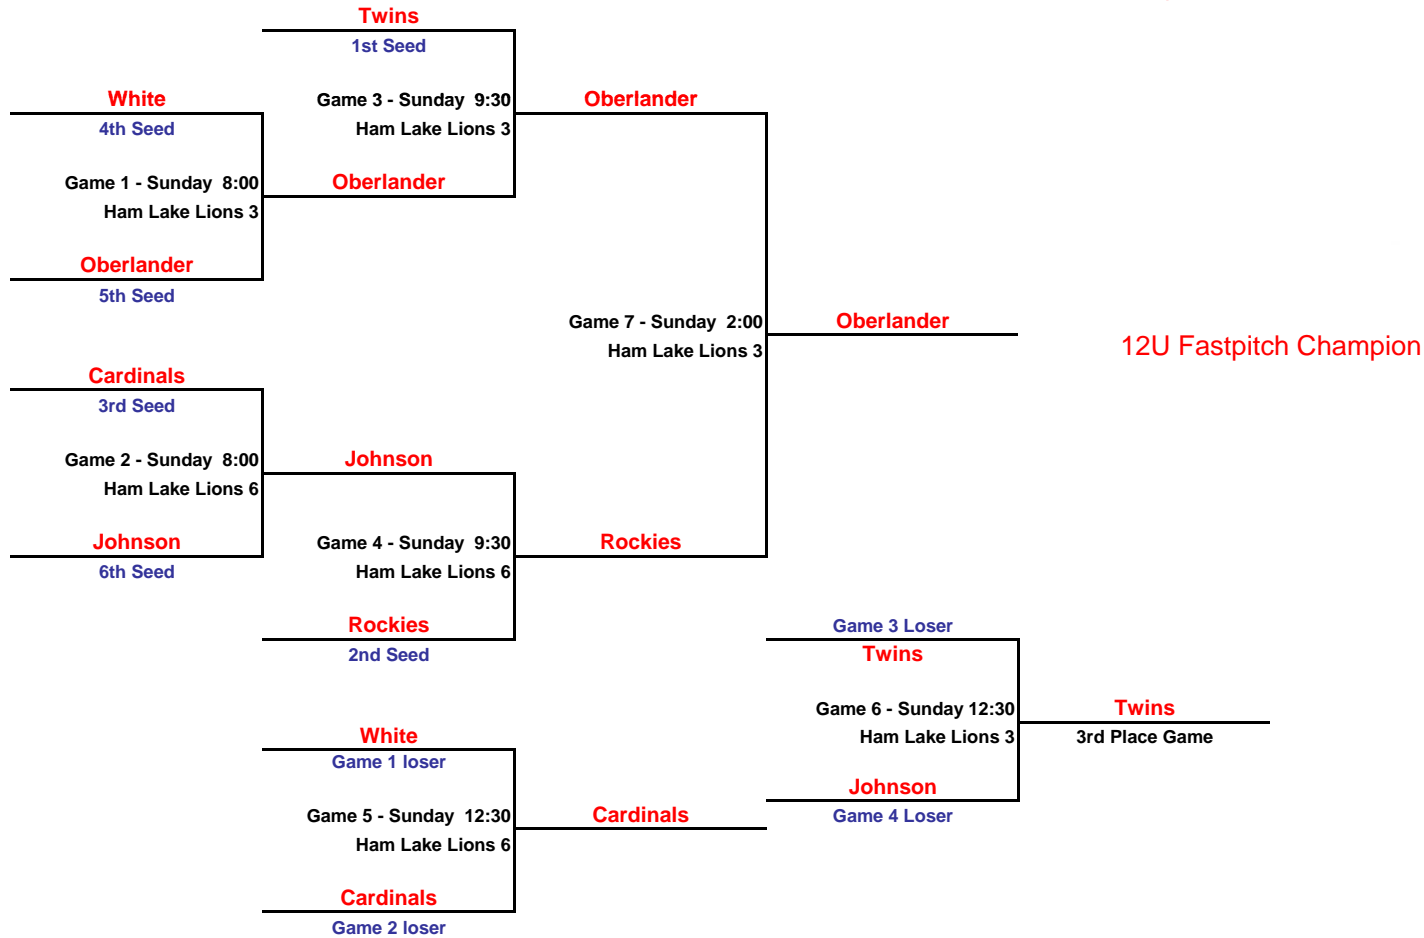 Twins
1st Seed
White
Game 3 - Sunday 9:30
Oberlander
4th Seed
Ham Lake Lions 3
Game 1 - Sunday 8:00
Oberlander
Ham Lake Lions 3
Oberlander
5th Seed
Game 7 - Sunday 2:00
Oberlander
Ham Lake Lions 3
12U Fastpitch Champion
Cardinals
3rd Seed
Game 2 - Sunday 8:00
Johnson
Ham Lake Lions 6
Johnson
Game 4 - Sunday 9:30
Rockies
6th Seed
Ham Lake Lions 6
Rockies
Game 3 Loser
2nd Seed
Twins
Game 6 - Sunday 12:30
Twins
White
Ham Lake Lions 3
3rd Place Game
Game 1 loser
Johnson
Game 5 - Sunday 12:30
Cardinals
Game 4 Loser
Ham Lake Lions 6
Cardinals
Game 2 loser